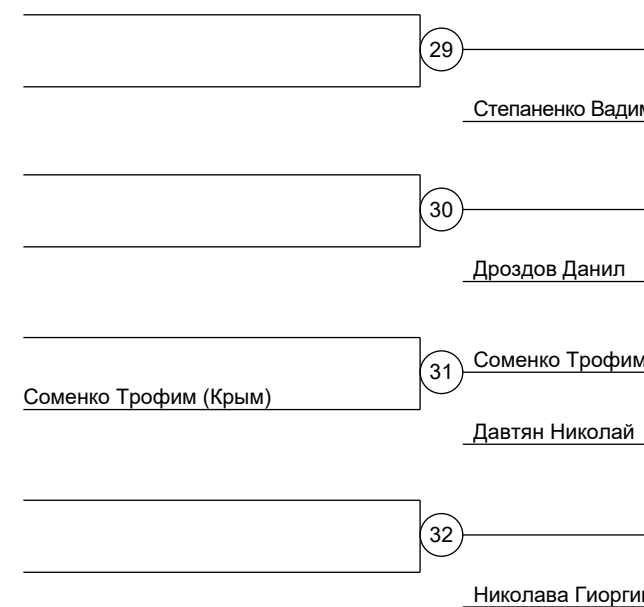 29
Степаненко Вадим
30
Дроздов Данил
31
Соменко Трофим
Соменко Трофим (Крым)
Давтян Николай
32
Николава Гиорги